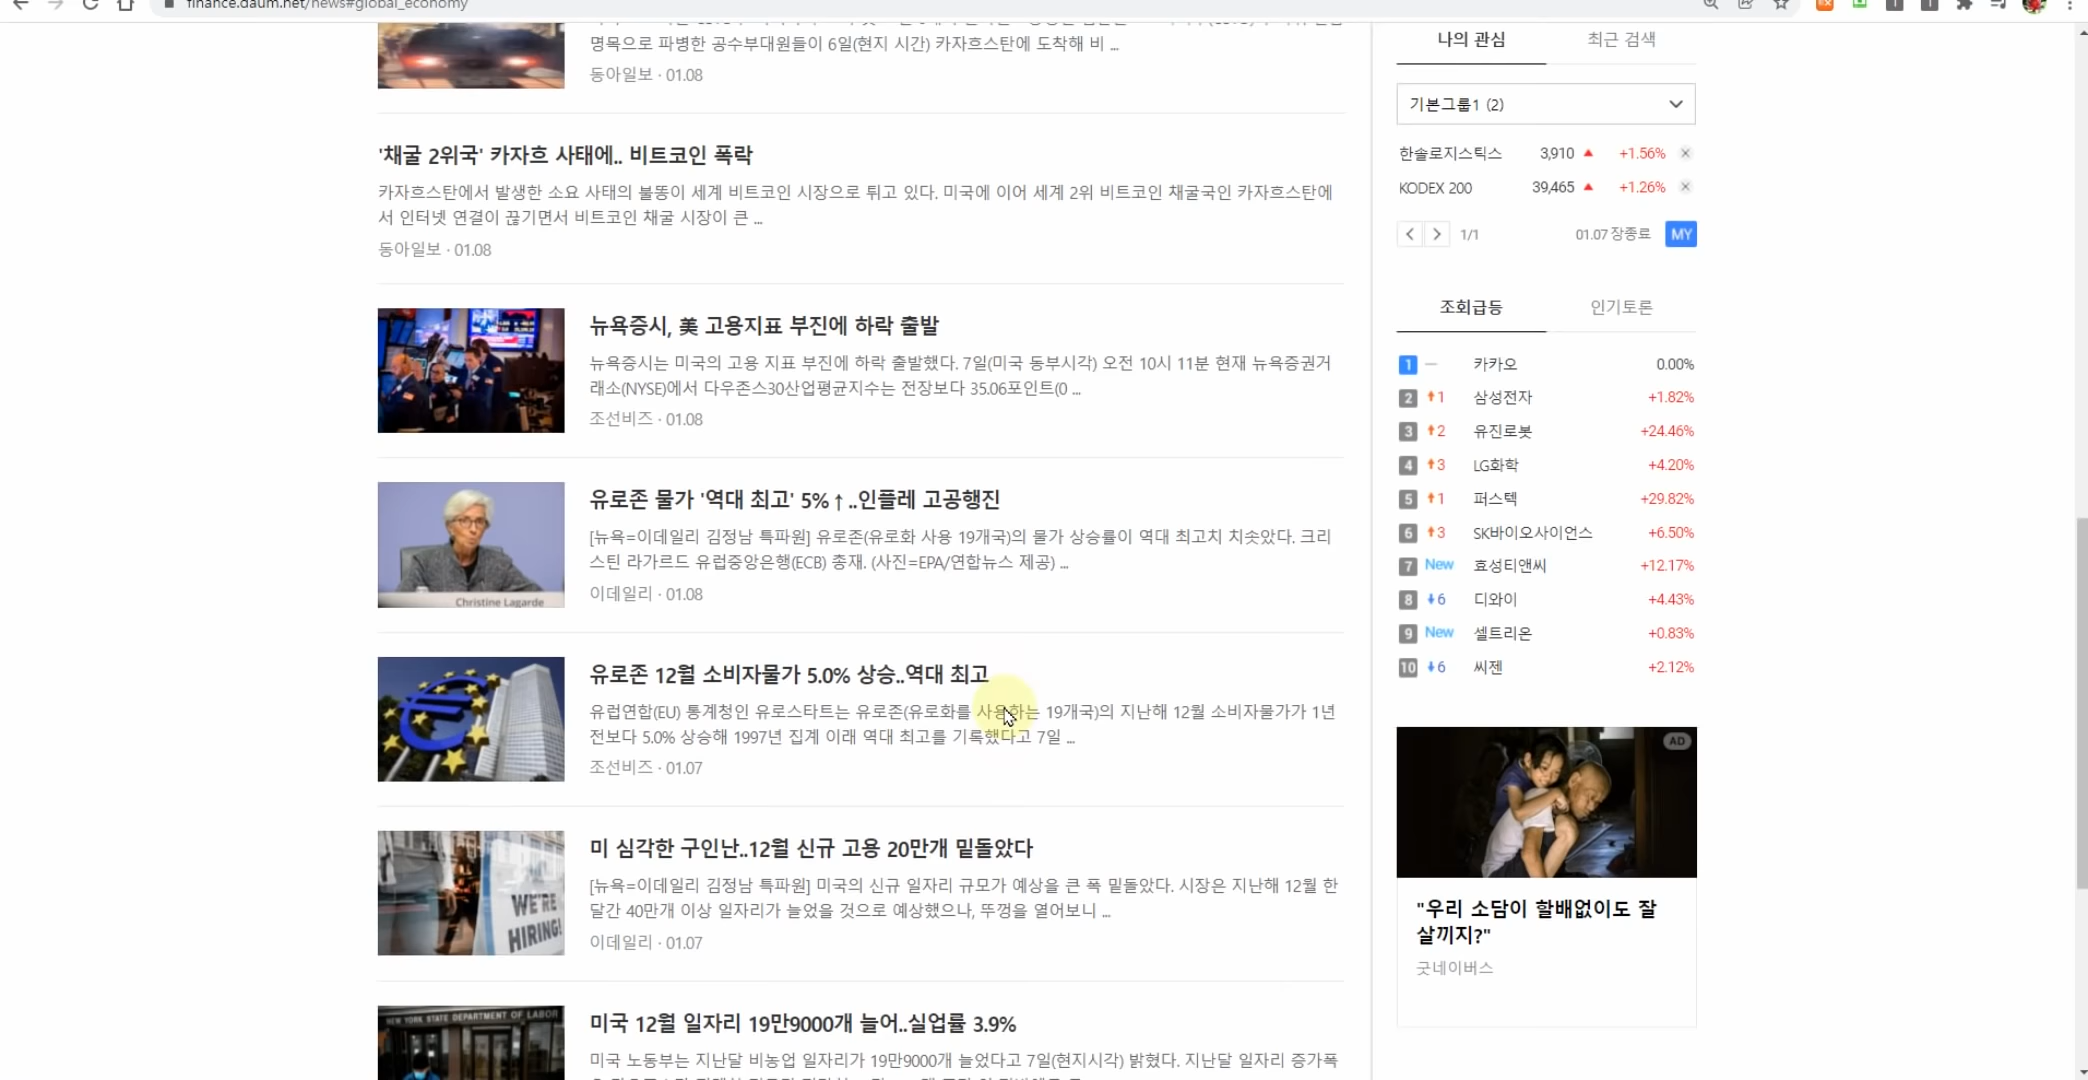 finance.daum.net/news#global_economy
명목으로 파병한 공수부대원들이 6일(현지 시간) 카자흐스탄에 도착해 비 ...
동아일보 · 01.08
'채굴 2위국' 카자흐 사태에.. 비트코인 폭락
카자흐스탄에서 발생한 소요 사태의 불똥이 세계 비트코인 시장으로 튀고 있다. 미국에 이어 세계 2위 비트코인 채굴국인 카자흐스탄에
서 인터넷 연결이 끊기면서 비트코인 채굴 시장이 큰 ...
동아일보 · 01.08
뉴욕증시, 美 고용지표 부진에 하락 출발
뉴욕증시는 미국의 고용 지표 부진에 하락 출발했다. 7일(미국 동부시각) 오전 10시 11분 현재 뉴욕증권거
래소(NYSE)에서 다우존스30산업평균지수는 전장보다 35.06포인트(0 ...
조선비즈 · 01.08
유로존 물가 '역대 최고' 5%↑..인플레 고공행진
[뉴욕=이데일리 김정남 특파원] 유로존(유로화 사용 19개국)의 물가 상승률이 역대 최고치 치솟았다. 크리
스틴 라가르드 유럽중앙은행(ECB) 총재. (사진=EPA/연합뉴스 제공) ...
이데일리 · 01.08
Christine Lagarde
유로존 12월 소비자물가 5.0% 상승..역대 최고
유럽연합(EU) 통계청인 유로스타트는 유로존(유로화를 사용하는 19개국)의 지난해 12월 소비자물가가 1년
전보다 5.0% 상승해 1997년 집계 이래 역대 최고를 기록했다고 7일 ...
조선비즈 · 01.07
미 심각한 구인난..12월 신규 고용 20만개 밑돌았다
[뉴욕=이데일리 김정남 특파원] 미국의 신규 일자리 규모가 예상을 큰 폭 밑돌았다. 시장은 지난해 12월 한
달간 40만개 이상 일자리가 늘었을 것으로 예상했으나, 뚜껑을 열어보니 ...
이데일리 · 01.07
WE'RE
HIRING!
NEW YORK STATE DEPARTMENT OF LABOR
미국 12월 일자리 19만9000개 늘어..실업률 3.9%
미국 노동부는 지난달 비농업 일자리가 19만9000개 늘었다고 7일(현지시각) 밝혔다. 지난달 일자리 증가폭
나의 관심 최근 검색
기본그룹1 (2)
한솔로지스틱스 3,910 ▲ +1.56% ×
KODEX 200 39,465 ▲ +1.26% ×
< > 1/1 01.07 장종료 MY
조회급등 인기토론
1 — 카카오 0.00%
2 ↑1 삼성전자 +1.82%
3 ↑2 유진로봇 +24.46%
4 ↑3 LG화학 +4.20%
5 ↑1 퍼스텍 +29.82%
6 ↑3 SK바이오사이언스 +6.50%
7 New 효성티앤씨 +12.17%
8 ↓6 디와이 +4.43%
9 New 셀트리온 +0.83%
10 ↓6 씨젠 +2.12%
AD
"우리 소담이 할배없이도 잘
살끼지?"
굿네이버스